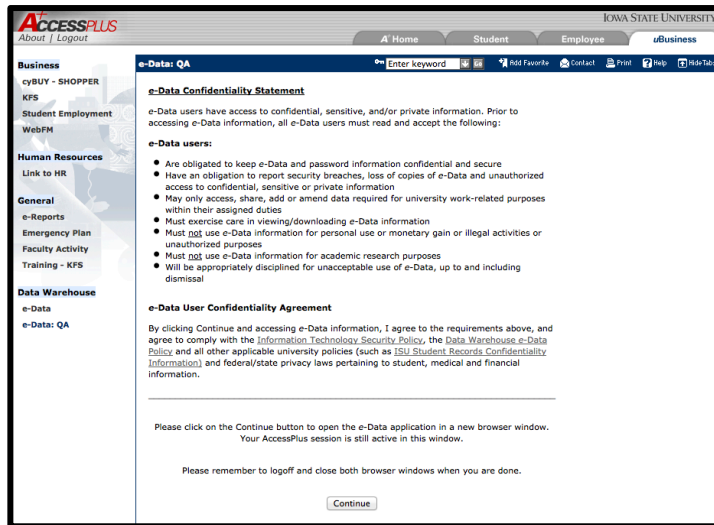 IOWA STATE UNIVERSITY
ACCESSPLUS
About | Logout
A+ Home
Student
Employee
uBusiness
e-Data: QA
Enter keyword
Go
Add Favorite
Contact
Print
Help
HideTabs
Business
cyBUY - SHOPPER
KFS
Student Employment
WebFM
Human Resources
Link to HR
General
e-Reports
Emergency Plan
Faculty Activity
Training - KFS
Data Warehouse
e-Data
e-Data: QA
e-Data Confidentiality Statement
e-Data users have access to confidential, sensitive, and/or private information. Prior to
accessing e-Data information, all e-Data users must read and accept the following:
e-Data users:
Are obligated to keep e-Data and password information confidential and secure
Have an obligation to report security breaches, loss of copies of e-Data and unauthorized
access to confidential, sensitive or private information
May only access, share, add or amend data required for university work-related purposes
within their assigned duties
Must exercise care in viewing/downloading e-Data information
Must not use e-Data information for personal use or monetary gain or illegal activities or
unauthorized purposes
Must not use e-Data information for academic research purposes
Will be appropriately disciplined for unacceptable use of e-Data, up to and including
dismissal
e-Data User Confidentiality Agreement
By clicking Continue and accessing e-Data information, I agree to the requirements above, and
agree to comply with the Information Technology Security Policy, the Data Warehouse e-Data
Policy and all other applicable university policies (such as ISU Student Records Confidentiality
Information) and federal/state privacy laws pertaining to student, medical and financial
information.
Please click on the Continue button to open the e-Data application in a new browser window.
Your AccessPlus session is still active in this window.
Please remember to logoff and close both browser windows when you are done.
Continue